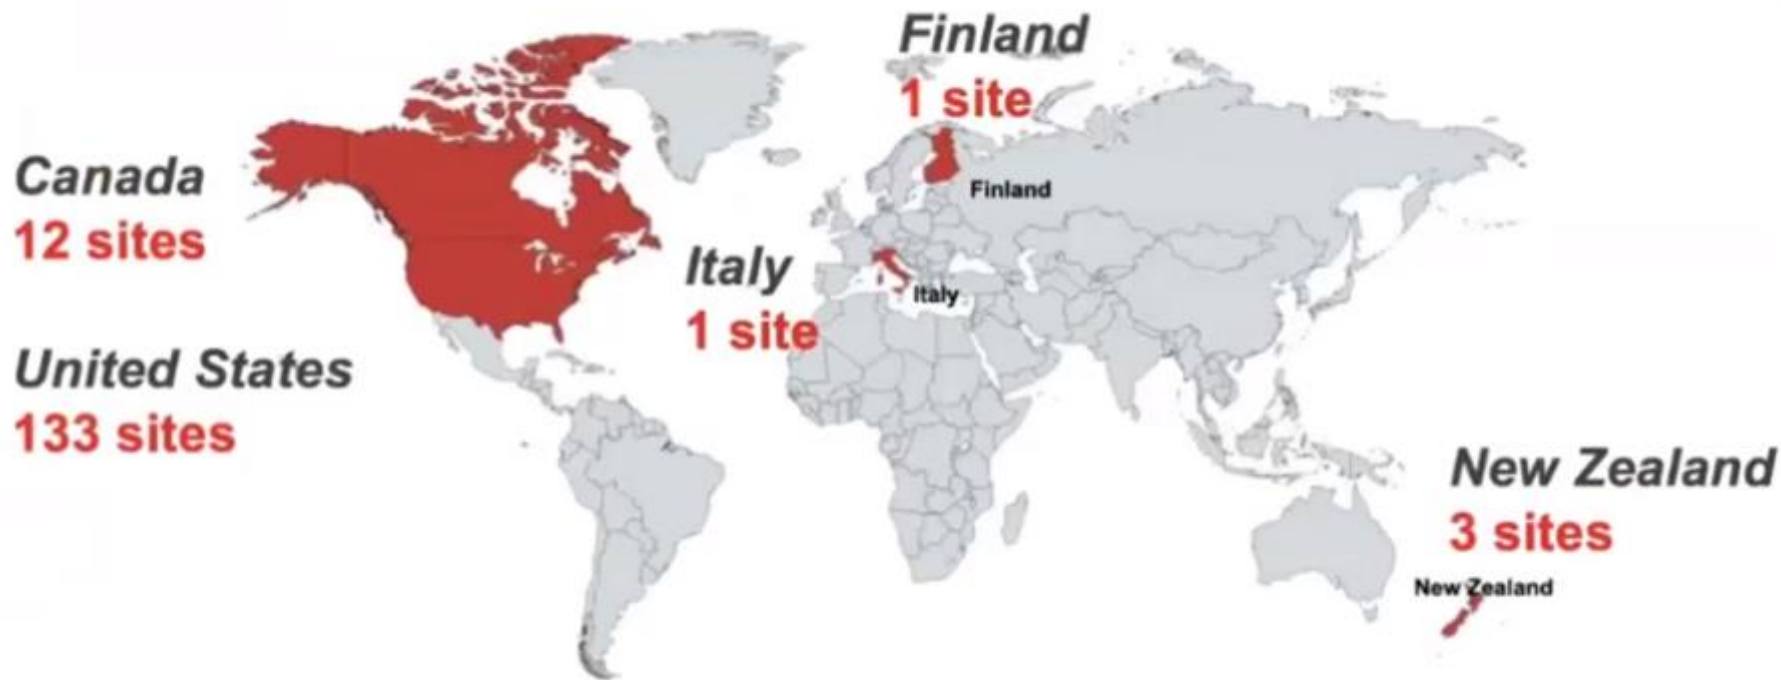 Canada
12 sites
United States
133 sites
Italy
1 site
Italy
Finland
1 site
Finland
New Zealand
3 sites
New Zealand